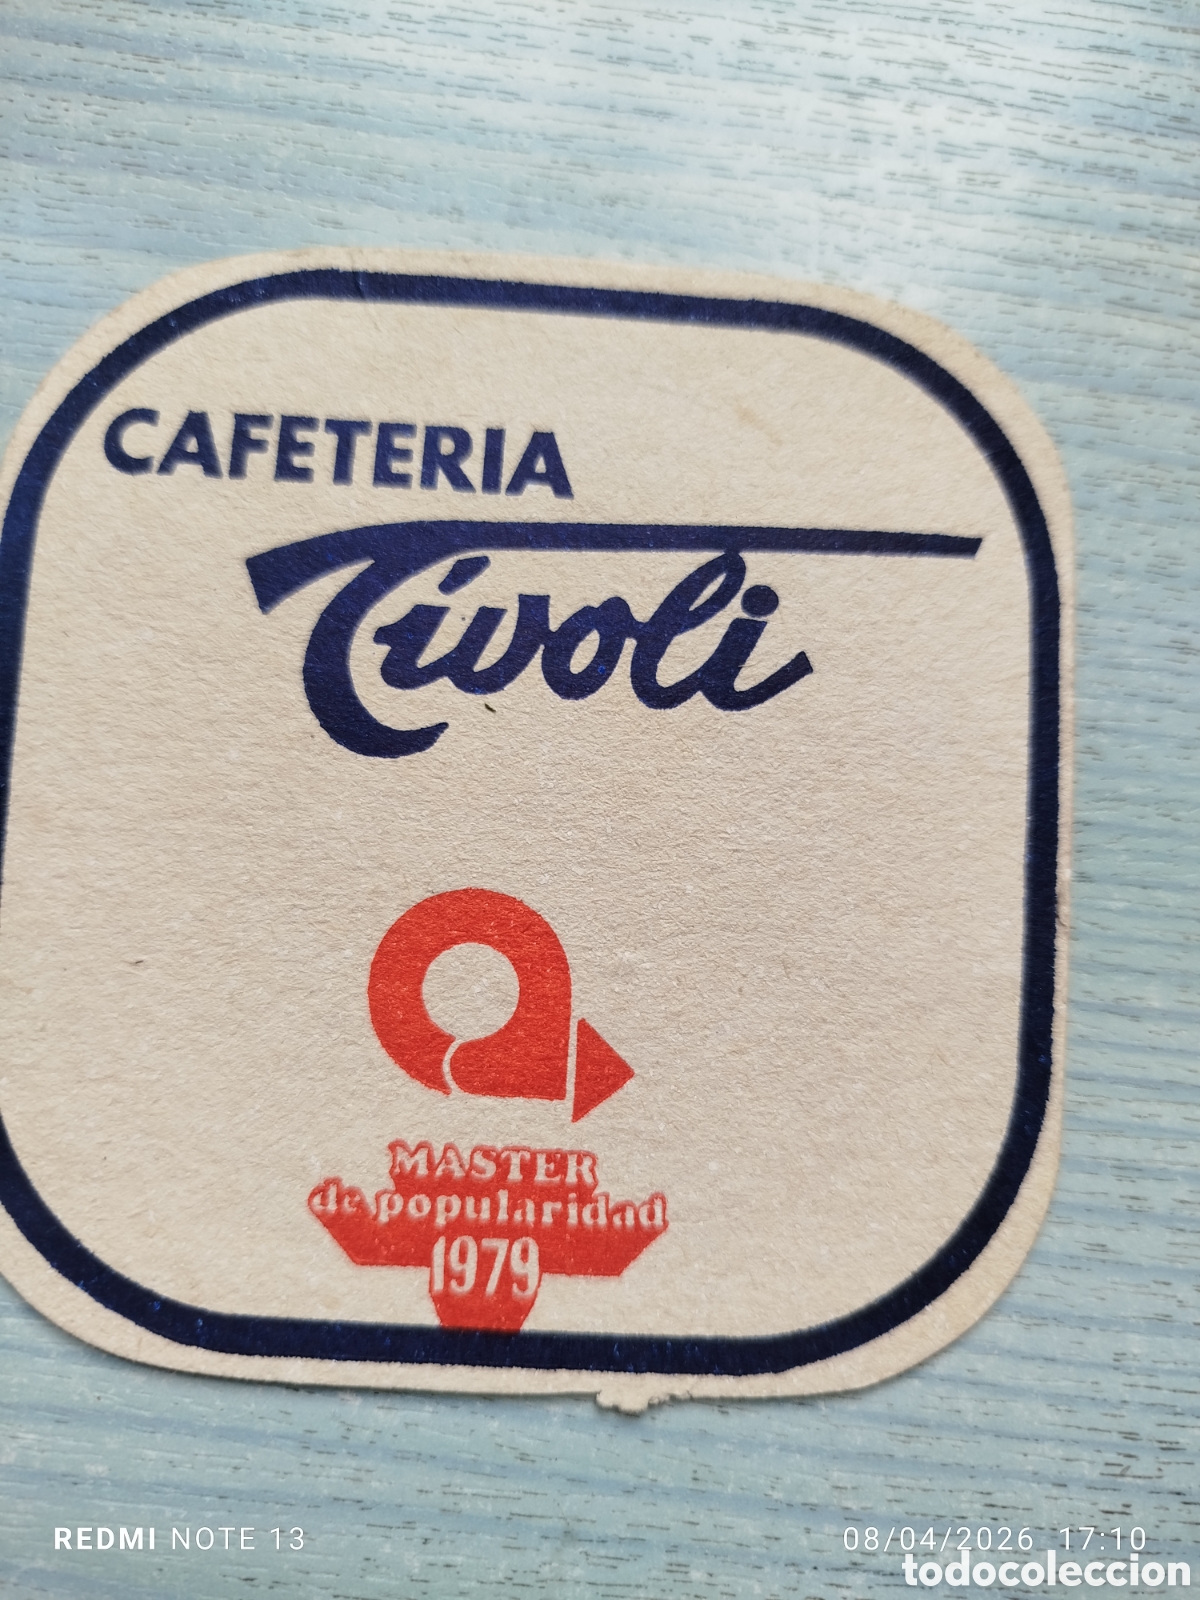 CAFETERIA
Tivoli
MASTER
de popularidad
1979
REDMI NOTE 13
08/04/2026 17:10
todocoleccion